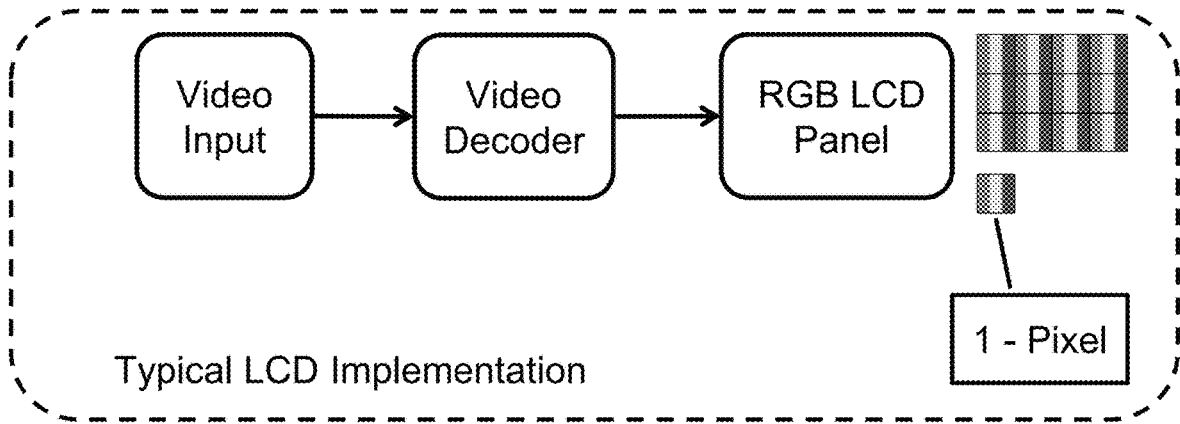 Video
Input
Video
Decoder
RGB LCD
Panel
1 - Pixel
Typical LCD Implementation